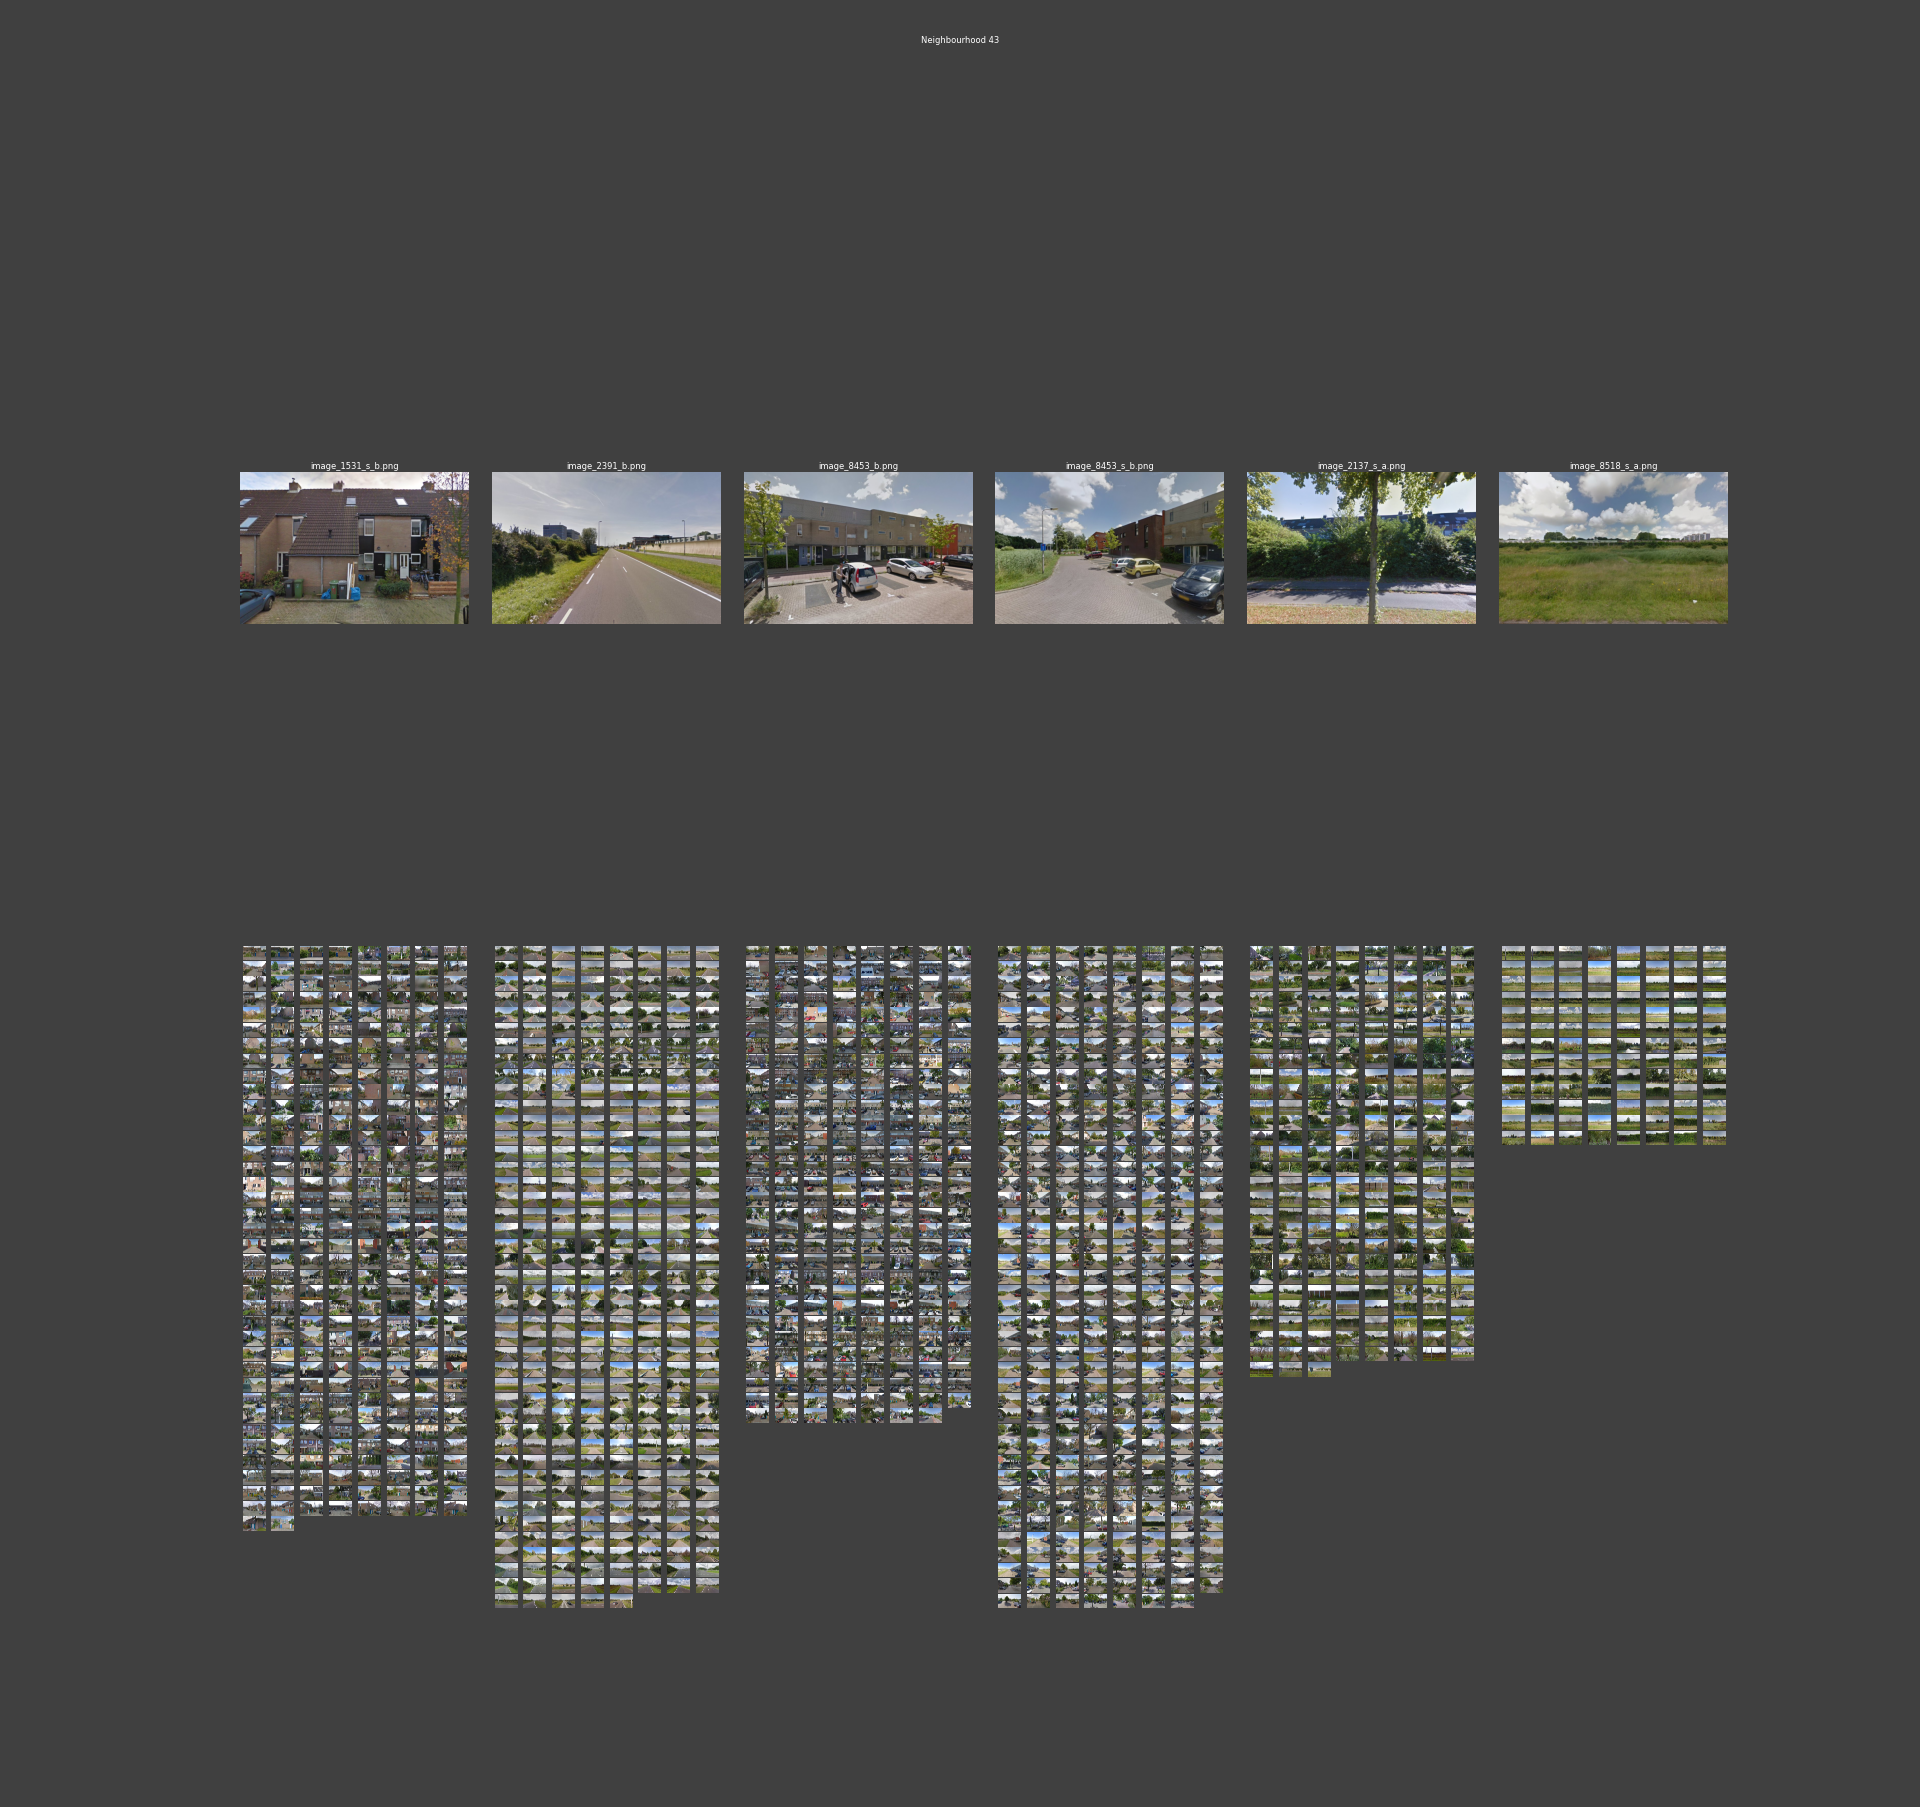 Neighbourhood 43
image_1531_s_b.png
image_2391_b.png
image_8453_b.png
image_8453_s_b.png
image_2137_s_a.png
image_8518_s_a.png